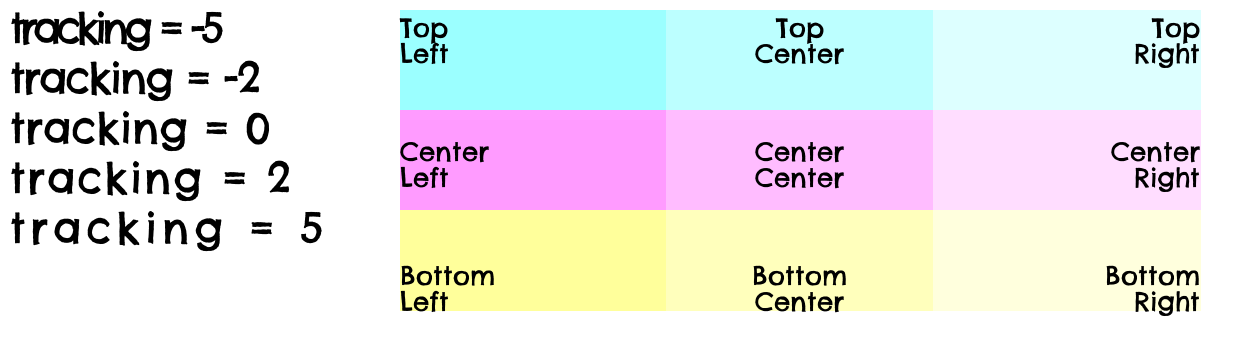 tracking = -5
tracking = -2
tracking = 0
tracking = 2
tracking = 5
Top
Left
Top
Center
Top
Right
Center
Left
Center
Center
Center
Right
Bottom
Left
Bottom
Center
Bottom
Right